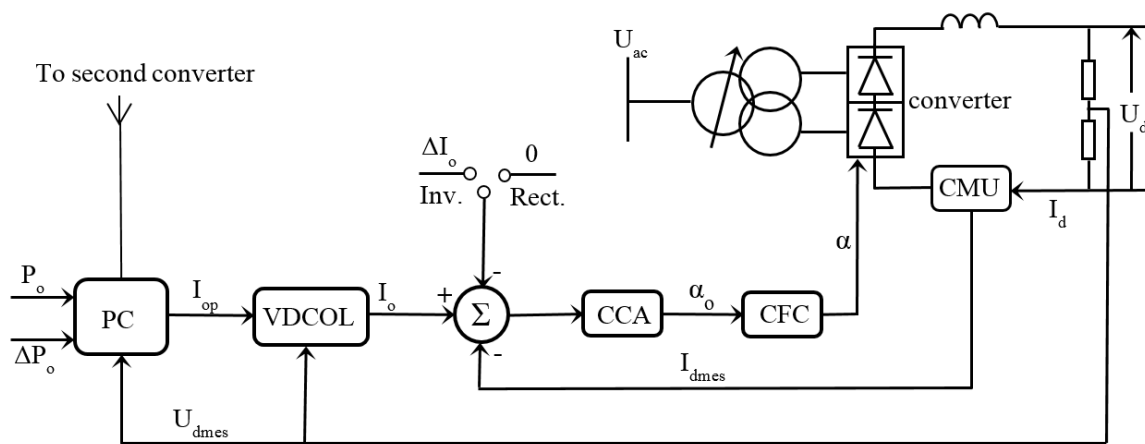 U_ac
To second converter
converter
U_d
ΔI_o
0
Inv.
Rect.
CMU
I_d
α
P_o
I_op
I_o
+
-
PC
VDCOL
Σ
CCA
α_o
CFC
ΔP_o
-
I_dmes
U_dmes